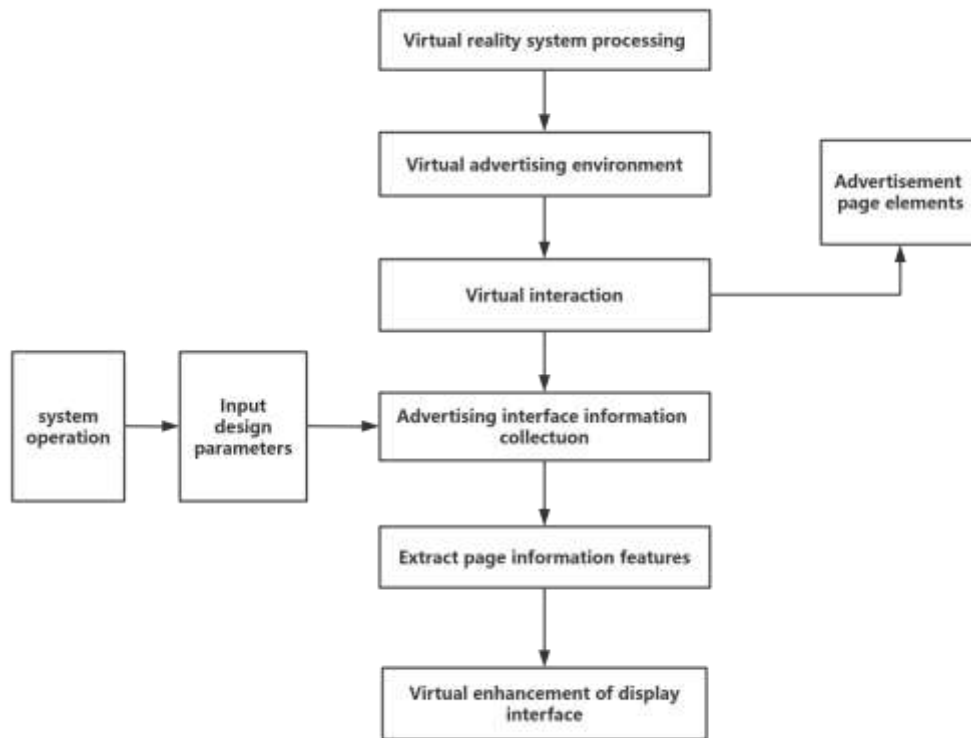 Virtual reality system processing
Virtual advertising environment
Advertisement
page elements
Virtual interaction
system
operation
Input
design
parameters
Advertising interface information
collectuon
Extract page information features
Virtual enhancement of display
interface